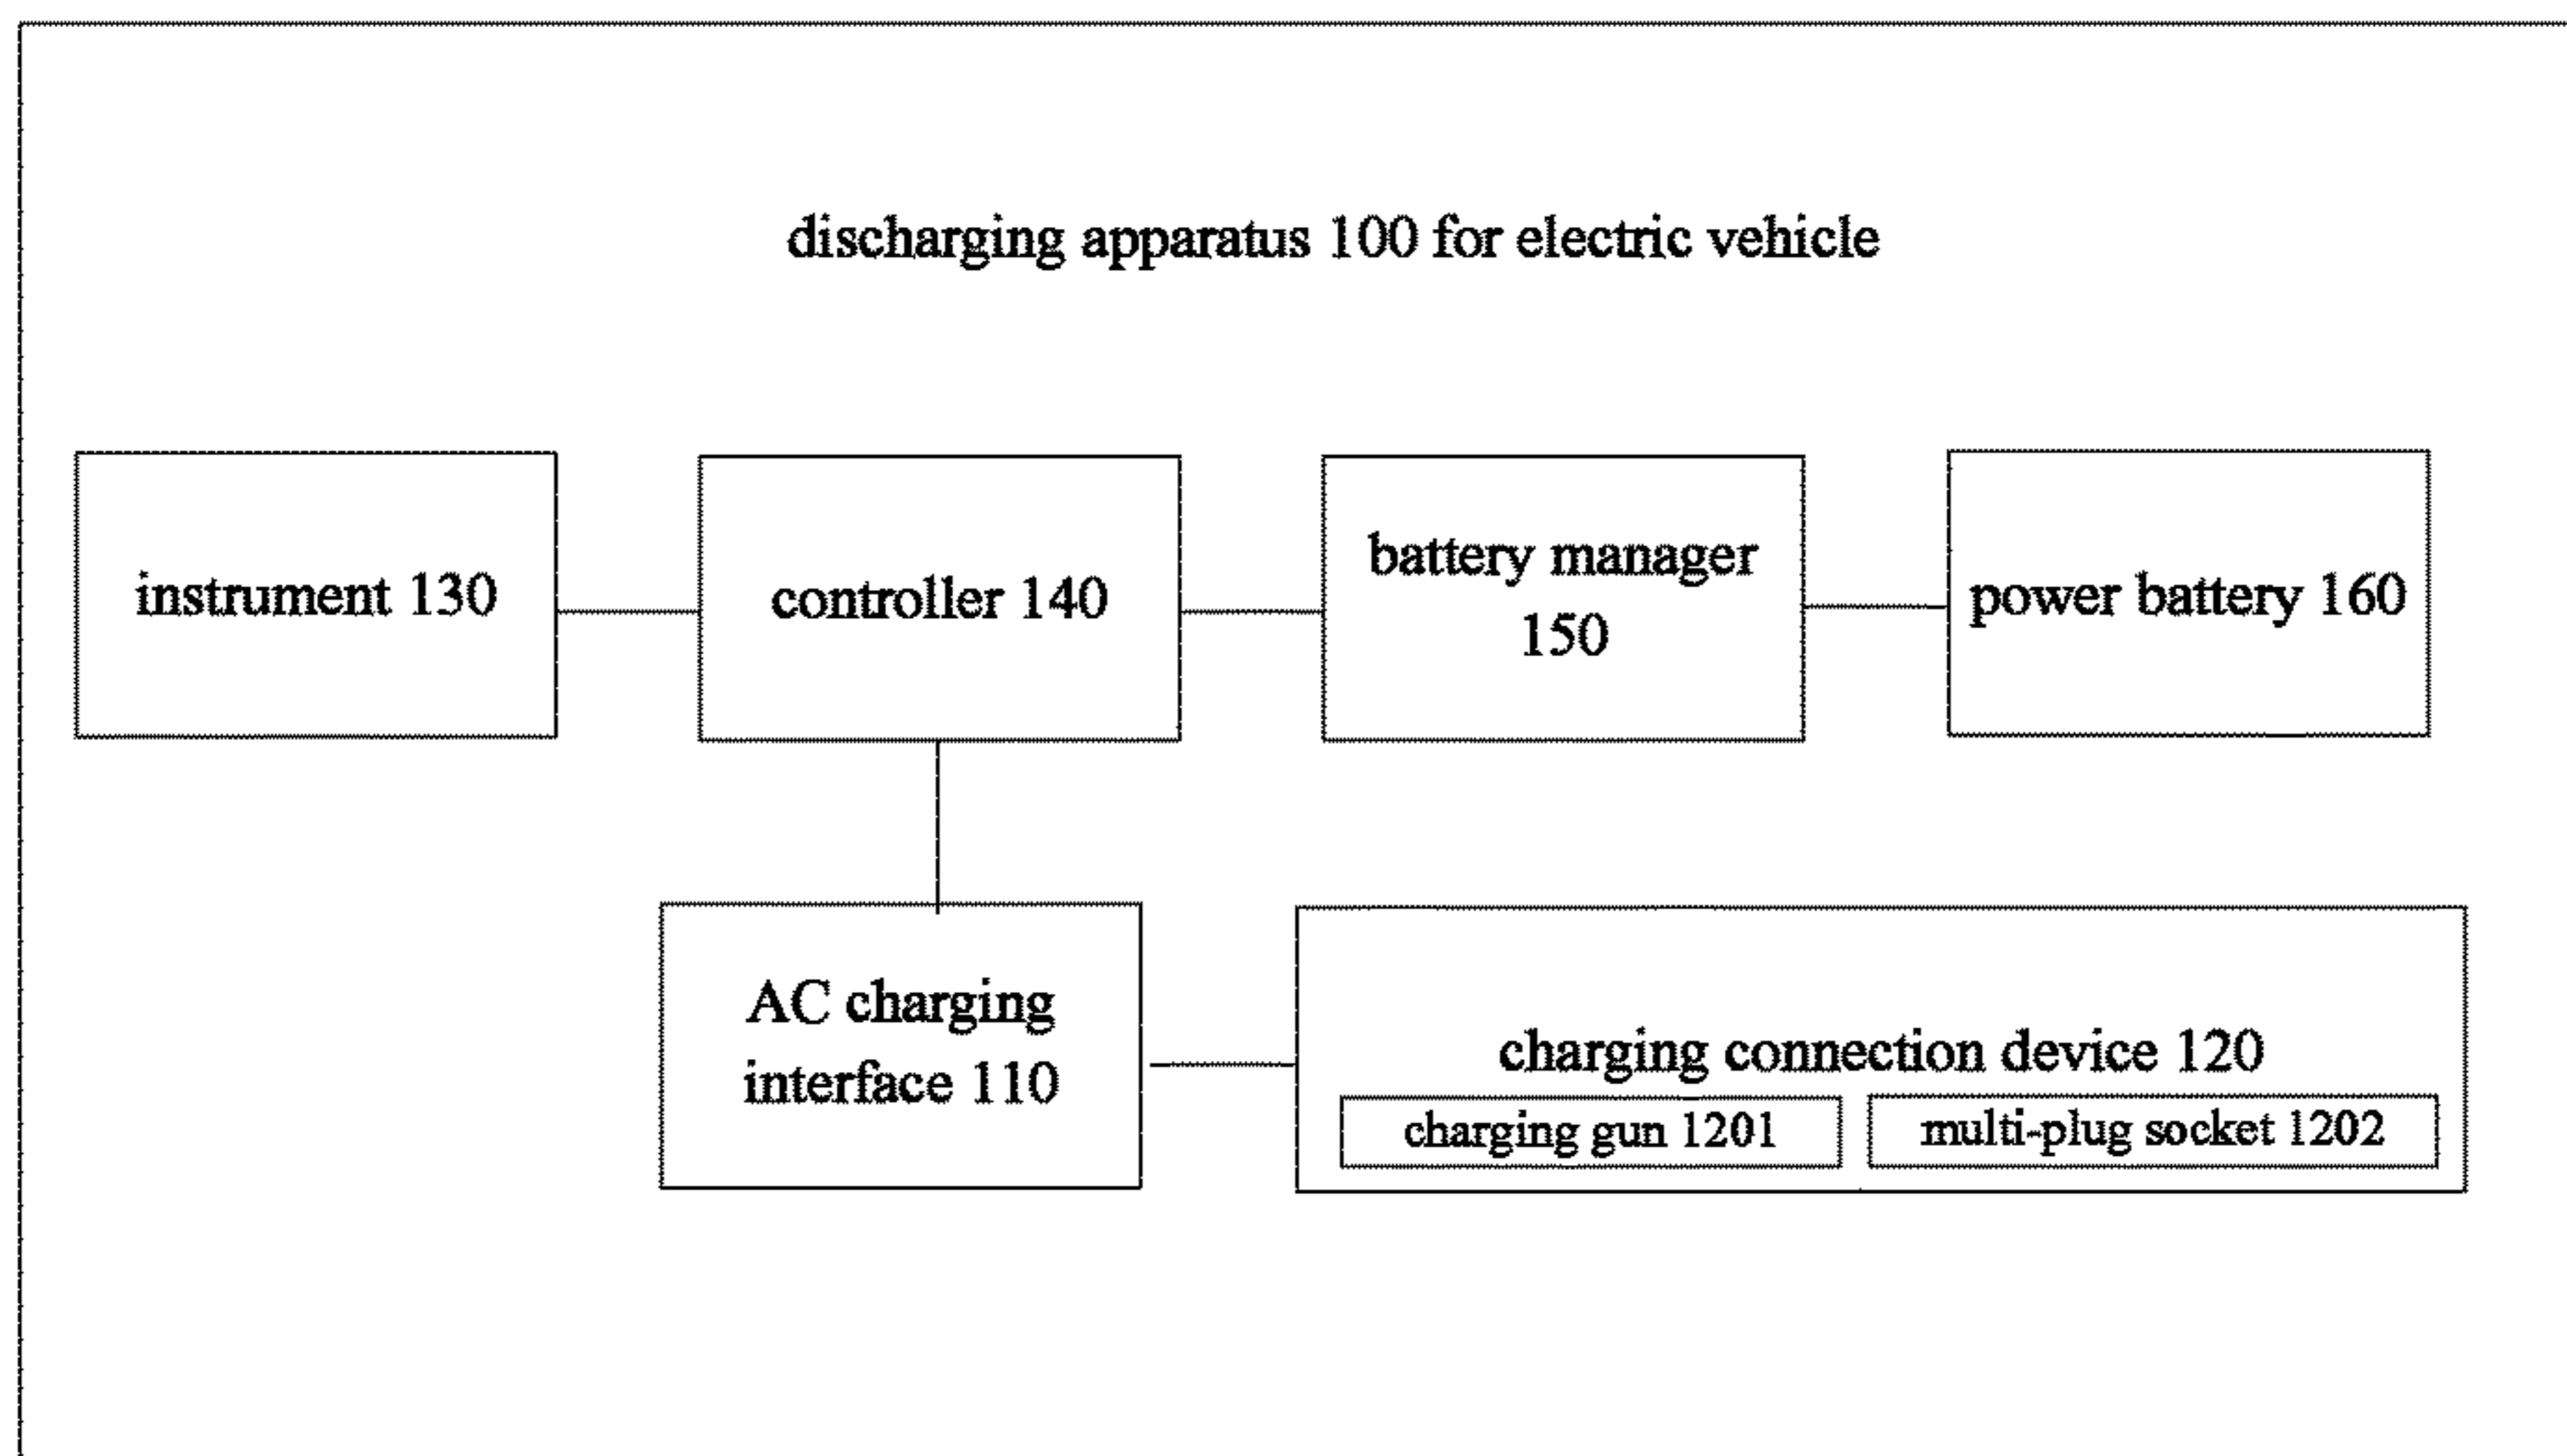 discharging apparatus 100 for electric vehicle
instrument 130
controller 140
battery manager
150
power battery 160
AC charging
interface 110
charging connection device 120
charging gun 1201
multi-plug socket 1202